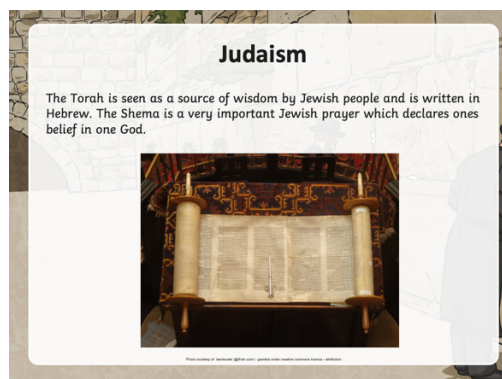 Judaism
The Torah is seen as a source of wisdom by Jewish people and is written in
Hebrew. The Shema is a very important Jewish prayer which declares ones
belief in one God.